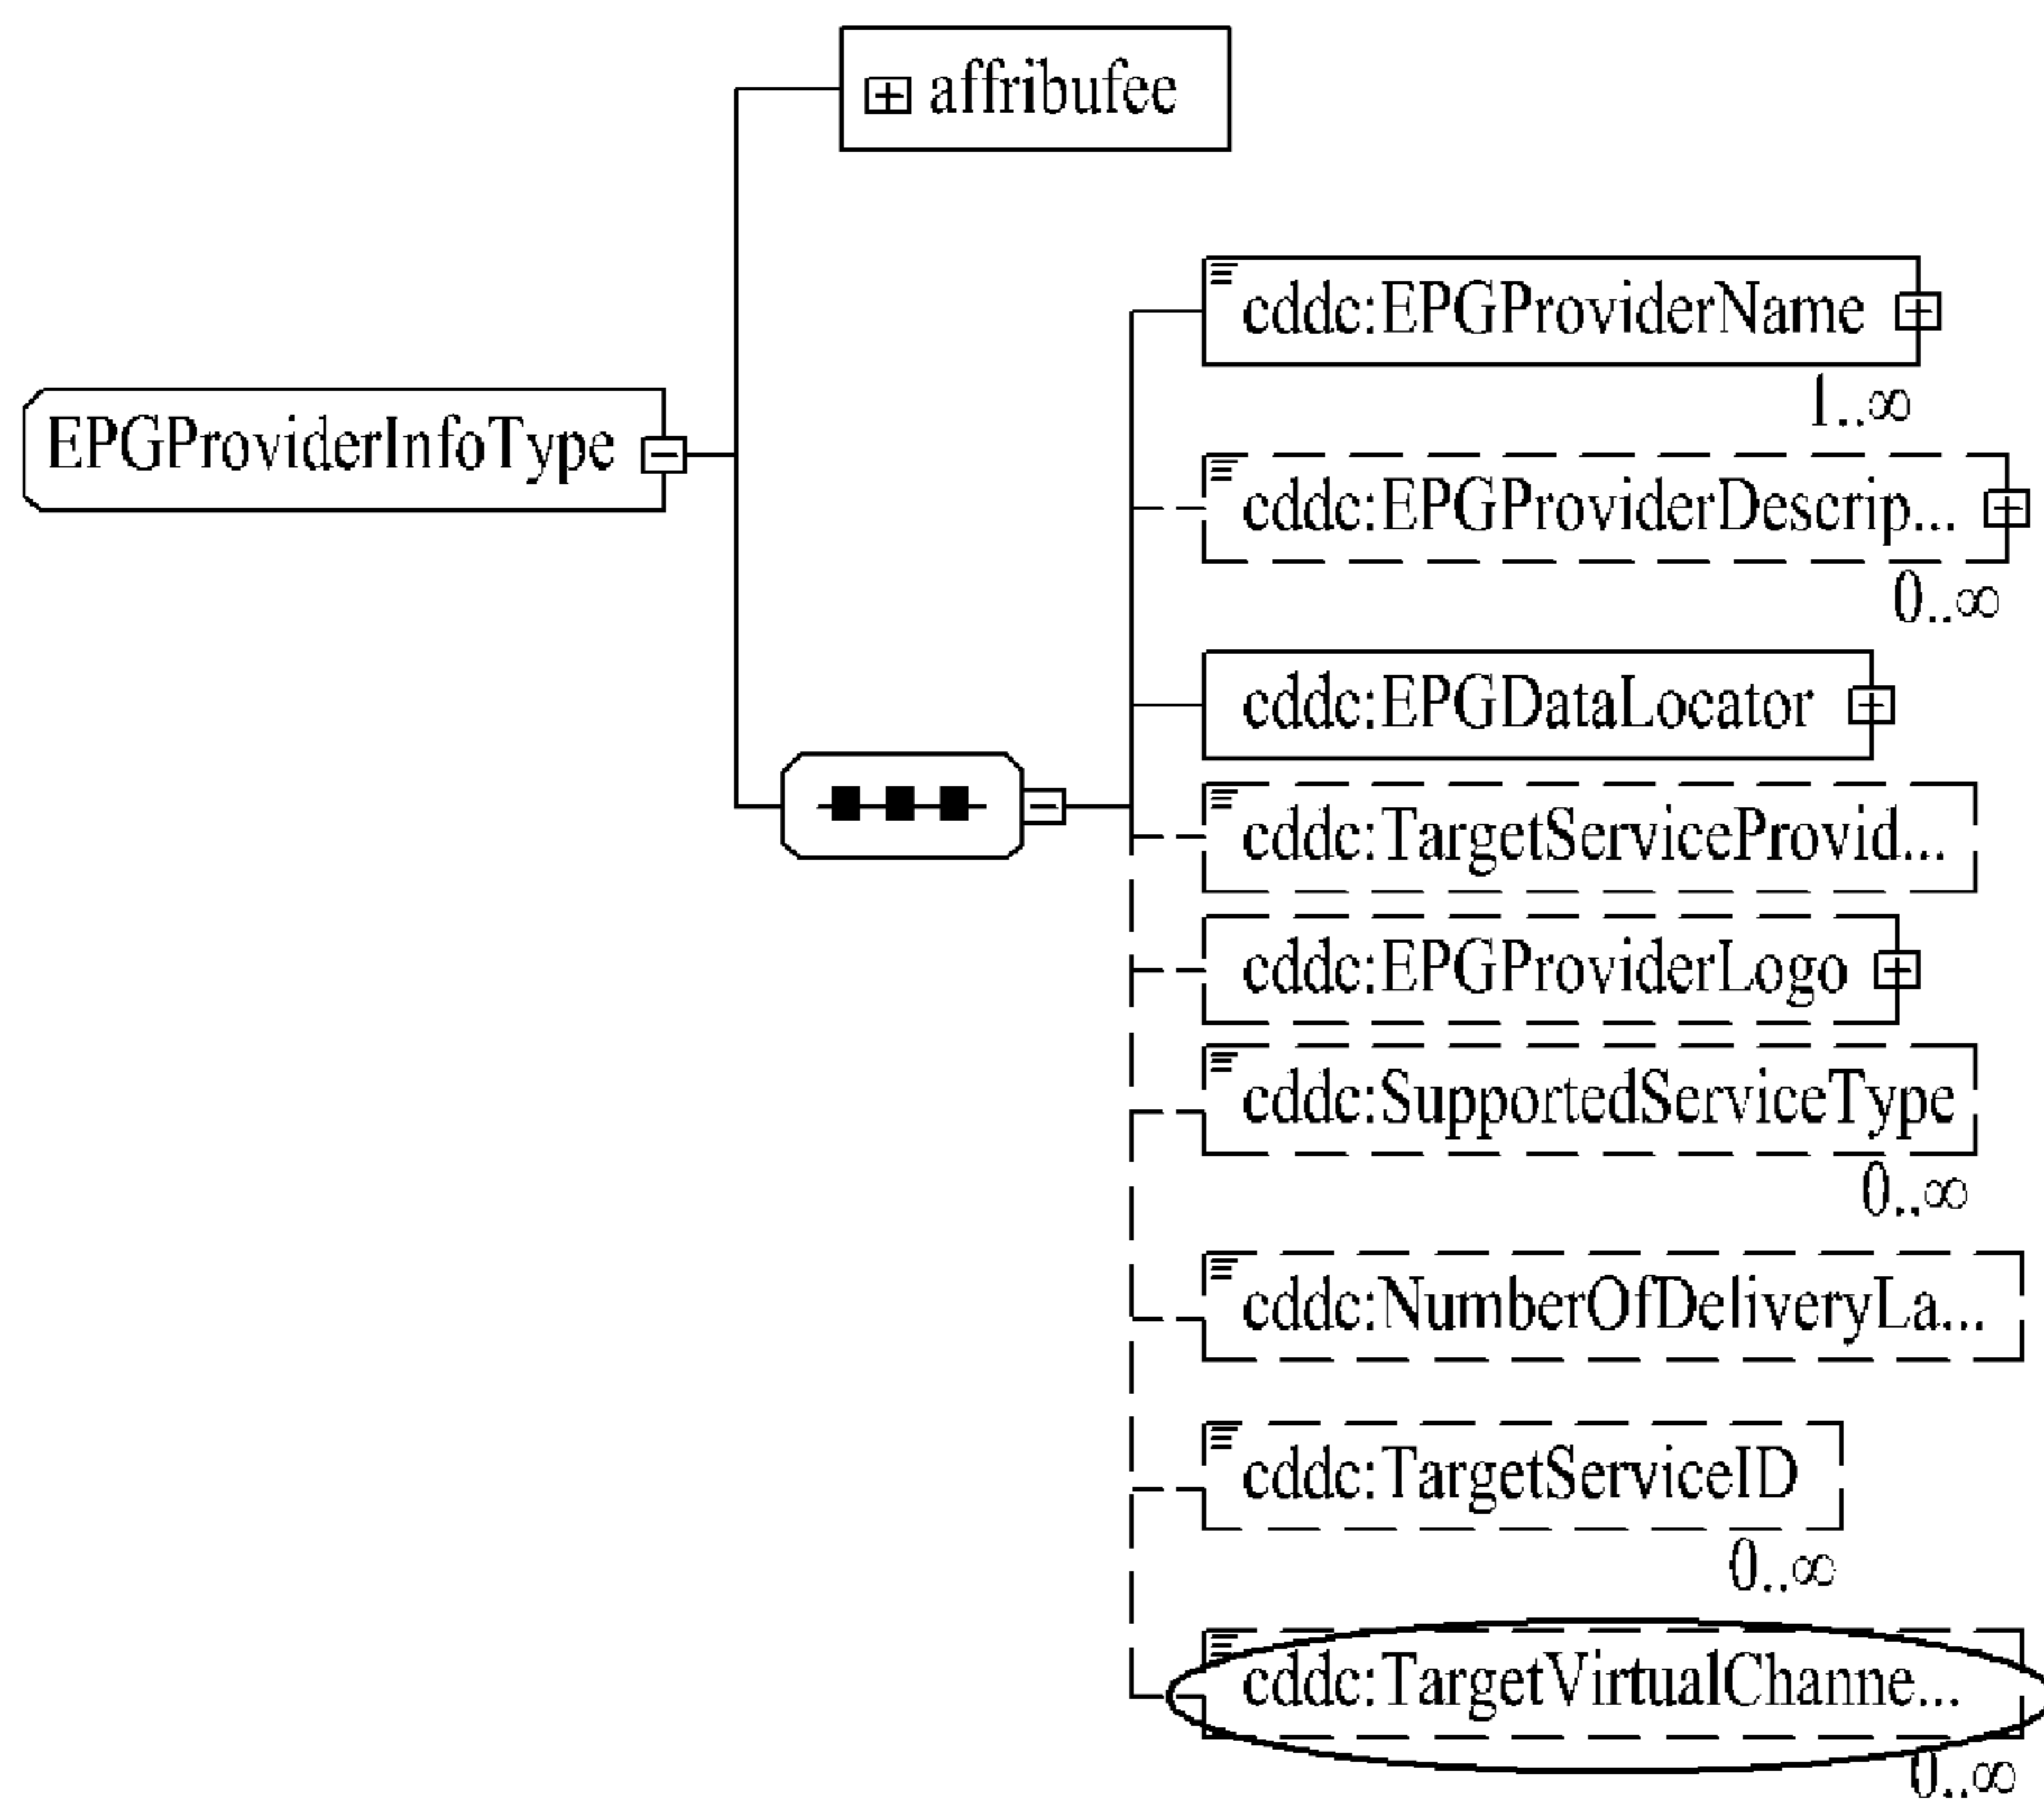 affribufee
EPGProviderInfoType
cddc:EPGProviderName
1..∞
cddc:EPGProviderDescrip...
0..∞
cddc:EPGDataLocator
cddc:TargetServiceProvid...
cddc:EPGProviderLogo
cddc:SupportedServiceType
0..∞
cddc:NumberOfDeliveryLa...
cddc:TargetServiceID
0..∞
cddc:TargetVirtualChanne...
0..∞